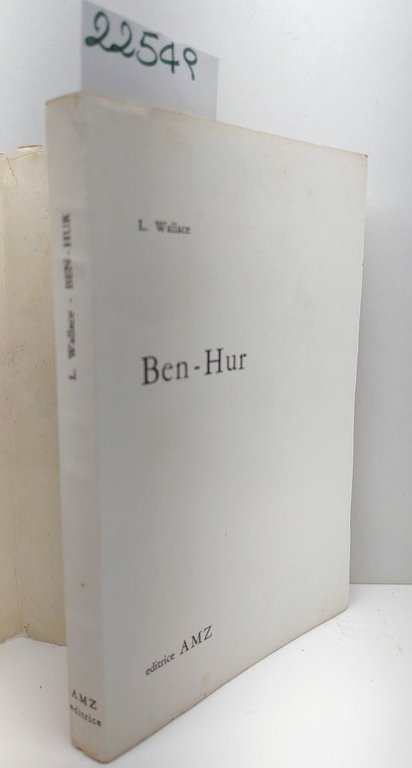 22549
L. Wallace
Ben-Hur
editrice AMZ
L. Wallace - BEN-HUR
AMZ
editrice